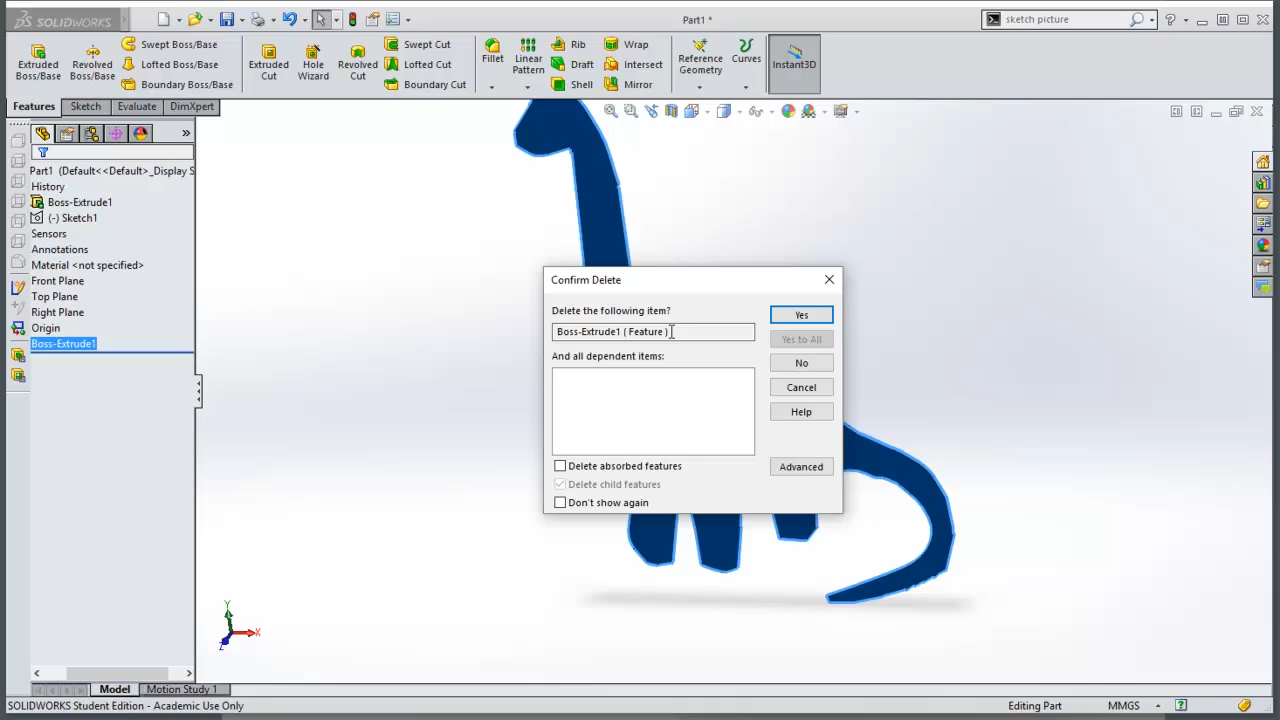 SOLIDWORKS
Part1 *
sketch picture
Extruded Boss/Base
Revolved Boss/Base
Swept Boss/Base
Lofted Boss/Base
Boundary Boss/Base
Extruded Cut
Hole Wizard
Revolved Cut
Swept Cut
Lofted Cut
Boundary Cut
Fillet
Linear Pattern
Rib
Draft
Shell
Wrap
Intersect
Mirror
Reference Geometry
Curves
Instant3D
Features
Sketch
Evaluate
DimXpert
Part1 (Default<<Default>_Display S
History
Boss-Extrude1
(-) Sketch1
Sensors
Annotations
Material <not specified>
Front Plane
Top Plane
Right Plane
Origin
Boss-Extrude1
Confirm Delete
Delete the following item?
Boss-Extrude1 ( Feature )
And all dependent items:
Yes
Yes to All
No
Cancel
Help
Advanced
Delete absorbed features
Delete child features
Don't show again
Y
X
Z
Model
Motion Study 1
SOLIDWORKS Student Edition - Academic Use Only
Editing Part
MMGS